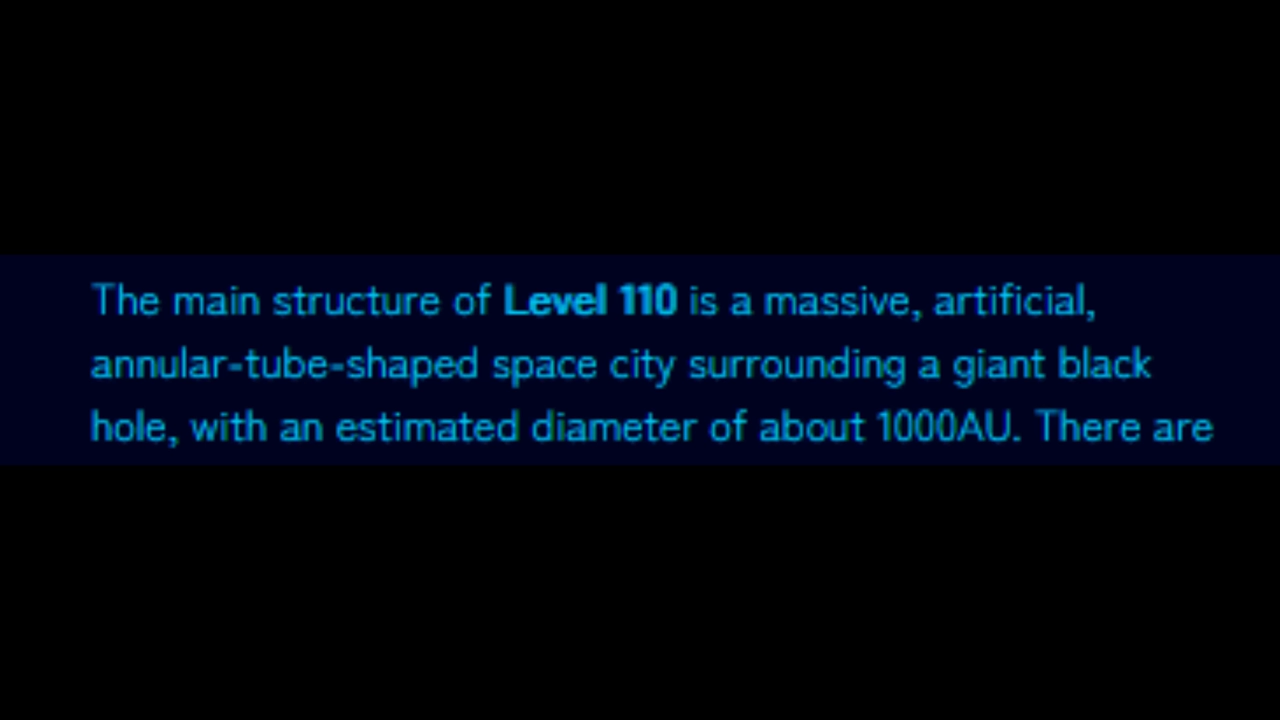 The main structure of Level 110 is a massive, artificial,
annular-tube-shaped space city surrounding a giant black
hole, with an estimated diameter of about 1000AU. There are